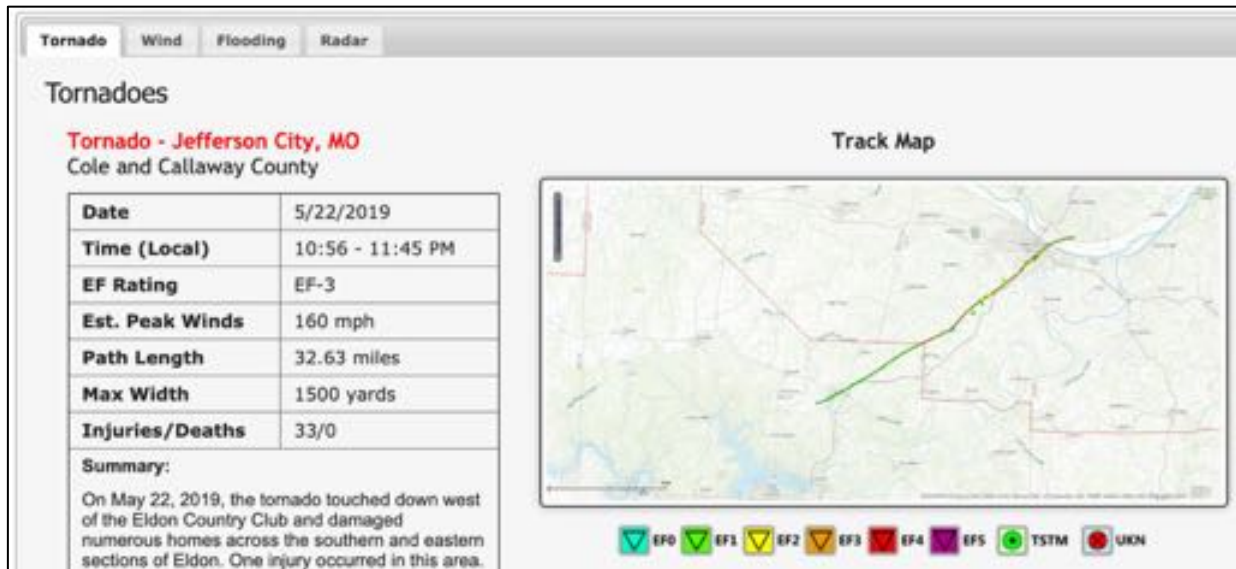 Tornado Wind Flooding Radar
Tornadoes
Tornado - Jefferson City, MO
Cole and Callaway County
Date 5/22/2019
Time (Local) 10:56 - 11:45 PM
EF Rating EF-3
Est. Peak Winds 160 mph
Path Length 32.63 miles
Max Width 1500 yards
Injuries/Deaths 33/0
Summary:
On May 22, 2019, the tornado touched down west
of the Eldon Country Club and damaged
numerous homes across the southern and eastern
sections of Eldon. One injury occurred in this area.
Track Map
EF0 EF1 EF2 EF3 EF4 EF5 TSTM UKN